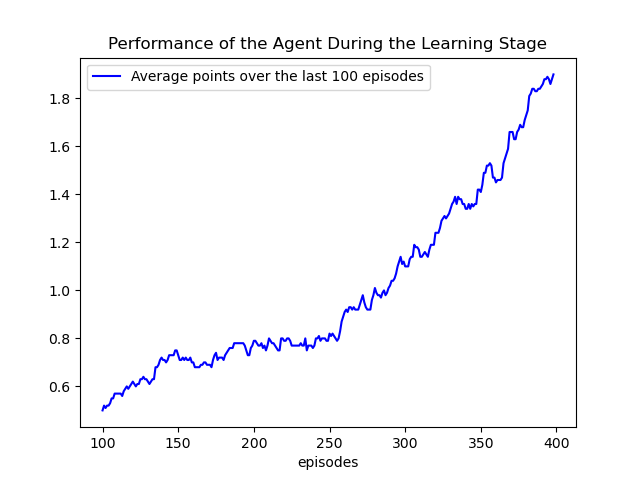 Performance of the Agent During the Learning Stage
Average points over the last 100 episodes
1.8
1.6
1.4
1.2
1.0
0.8
0.6
100 150 200 250 300 350 400
episodes